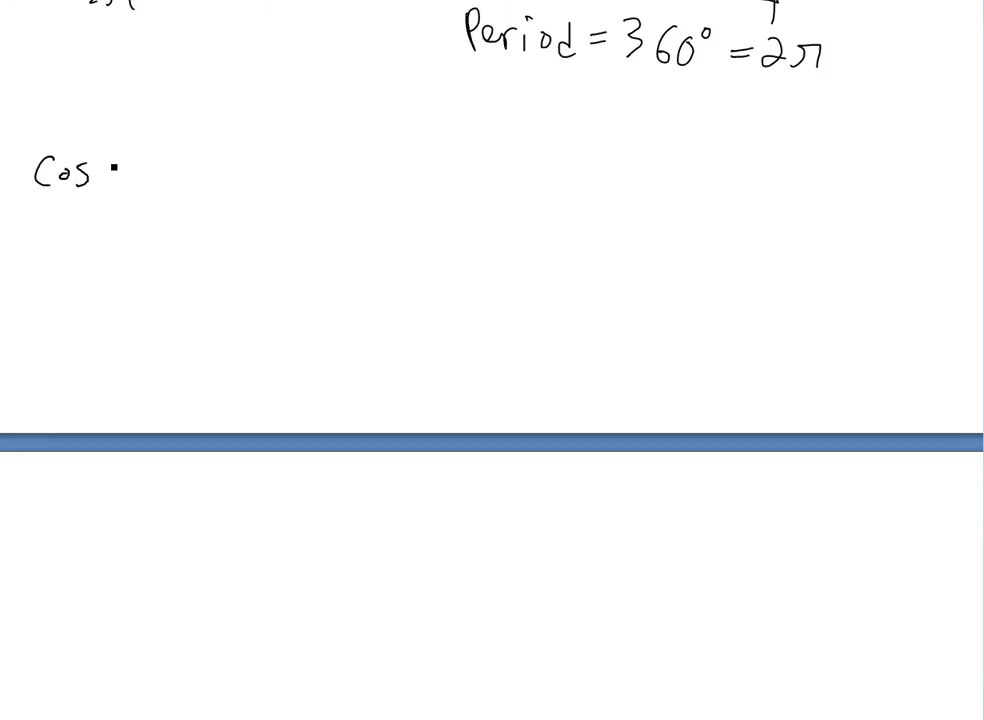 Period = 360° = 2π
Cos